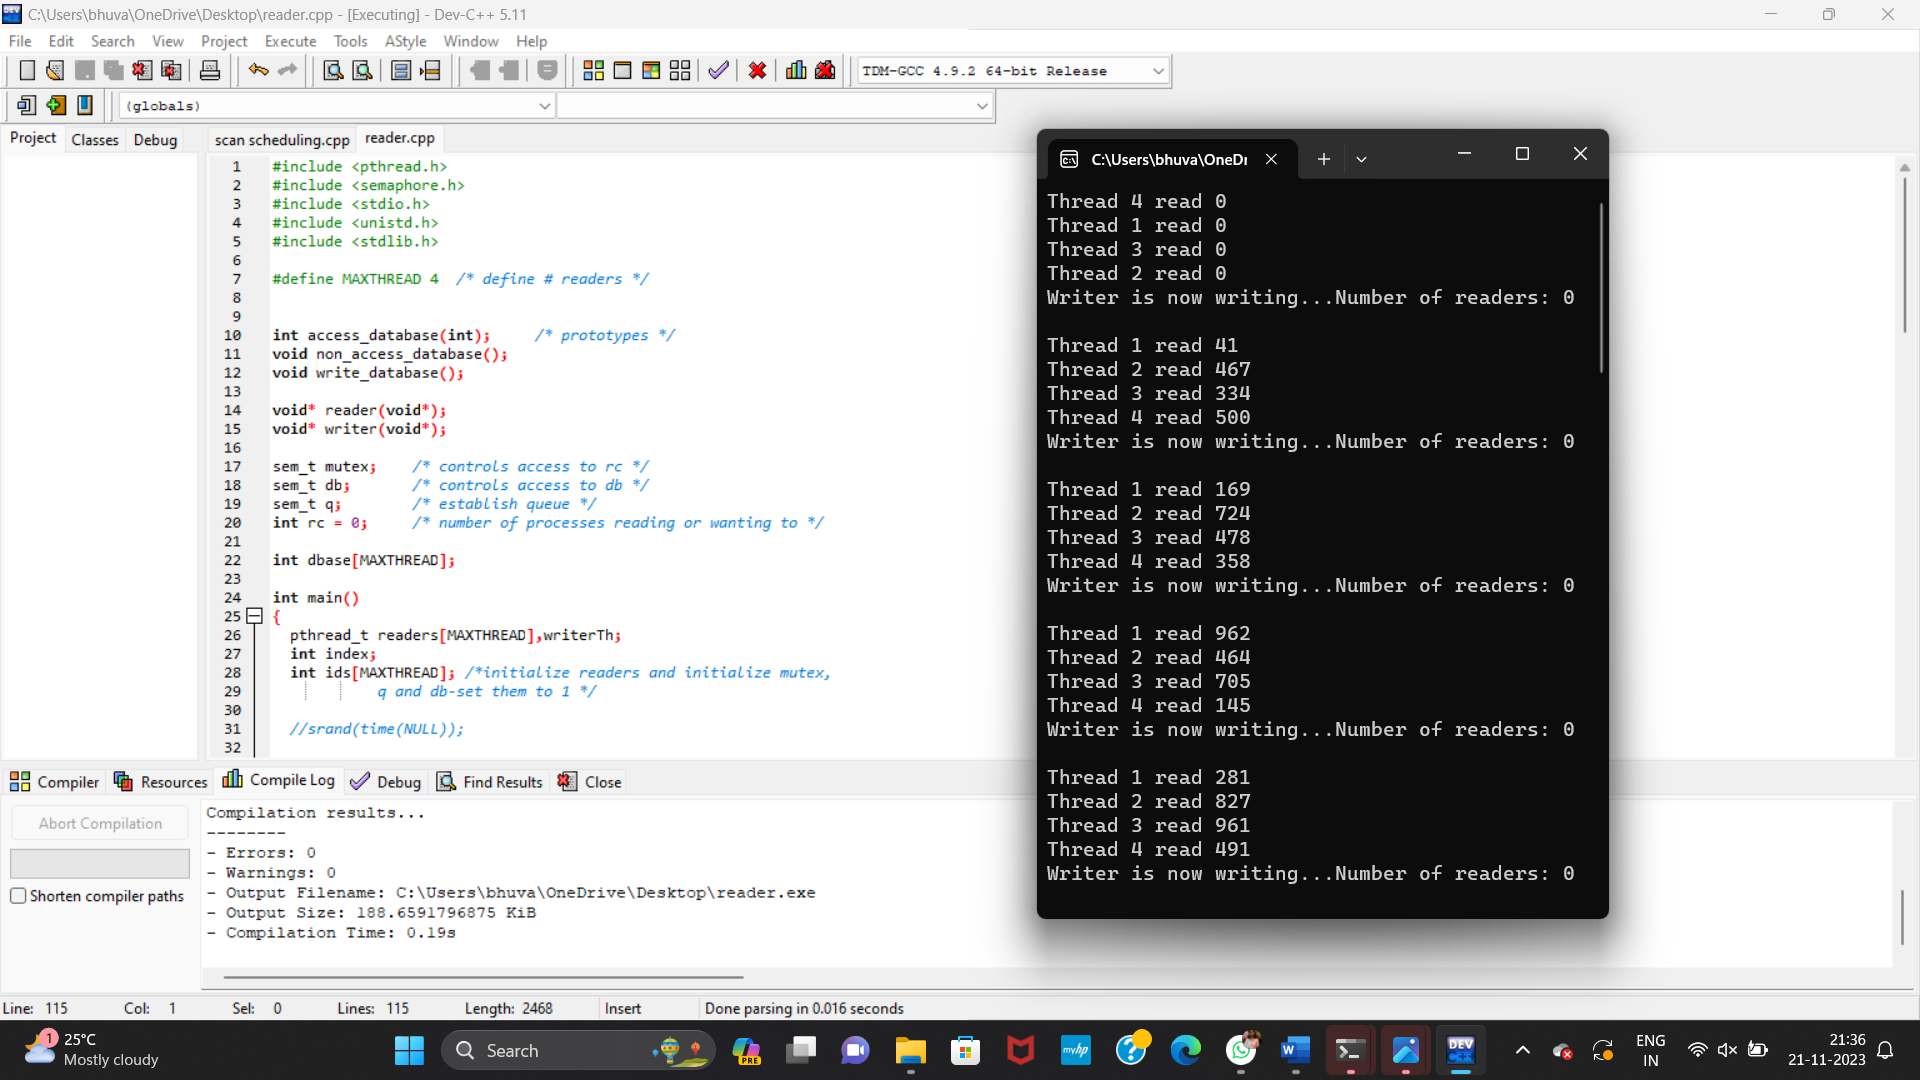 C:\Users\bhuva\OneDrive\Desktop\reader.cpp - [Executing] - Dev-C++ 5.11
File Edit Search View Project Execute Tools AStyle Window Help
TDM-GCC 4.9.2 64-bit Release
(globals)
Project Classes Debug
scan scheduling.cpp reader.cpp
1 #include <pthread.h>
2 #include <semaphore.h>
3 #include <stdio.h>
4 #include <unistd.h>
5 #include <stdlib.h>
6
7 #define MAXTHREAD 4 /* define # readers */
8
9
10 int access_database(int); /* prototypes */
11 void non_access_database();
12 void write_database();
13
14 void* reader(void*);
15 void* writer(void*);
16
17 sem_t mutex; /* controls access to rc */
18 sem_t db; /* controls access to db */
19 sem_t q; /* establish queue */
20 int rc = 0; /* number of processes reading or wanting to */
21
22 int dbase[MAXTHREAD];
23
24 int main()
25 {
26 pthread_t readers[MAXTHREAD],writerTh;
27 int index;
28 int ids[MAXTHREAD]; /*initialize readers and initialize mutex,
29 q and db-set them to 1 */
30
31 //srand(time(NULL));
32
C:\Users\bhuva\OneDr
Thread 4 read 0
Thread 1 read 0
Thread 3 read 0
Thread 2 read 0
Writer is now writing...Number of readers: 0
Thread 1 read 41
Thread 2 read 467
Thread 3 read 334
Thread 4 read 500
Writer is now writing...Number of readers: 0
Thread 1 read 169
Thread 2 read 724
Thread 3 read 478
Thread 4 read 358
Writer is now writing...Number of readers: 0
Thread 1 read 962
Thread 2 read 464
Thread 3 read 705
Thread 4 read 145
Writer is now writing...Number of readers: 0
Thread 1 read 281
Thread 2 read 827
Thread 3 read 961
Thread 4 read 491
Writer is now writing...Number of readers: 0
Compiler Resources Compile Log Debug Find Results Close
Abort Compilation
Shorten compiler paths
Compilation results...
--------
- Errors: 0
- Warnings: 0
- Output Filename: C:\Users\bhuva\OneDrive\Desktop\reader.exe
- Output Size: 188.6591796875 KiB
- Compilation Time: 0.19s
Line: 115 Col: 1 Sel: 0 Lines: 115 Length: 2468 Insert Done parsing in 0.016 seconds
1 25°C
Mostly cloudy
Search
PRE
myhp
W
DEV C++
ENG
IN
21:36
21-11-2023